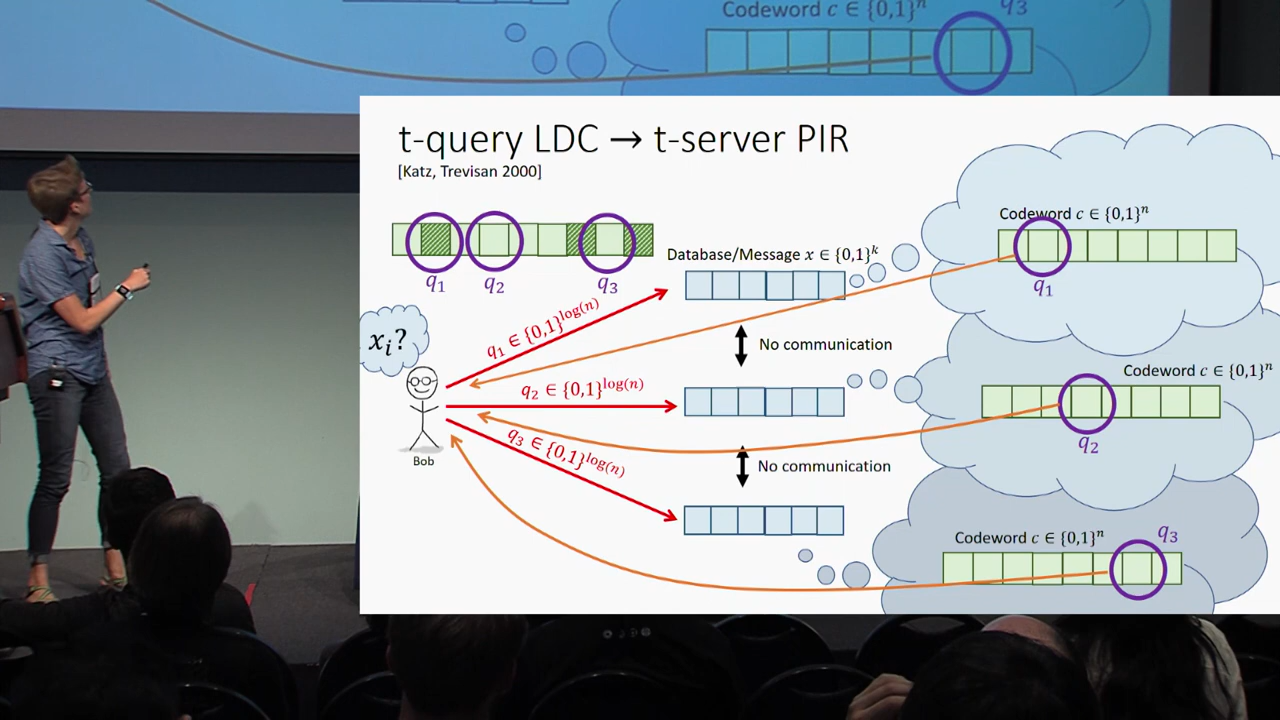 Codeword c ∈ {0,1}ⁿ
q₃
t-query LDC → t-server PIR
[Katz, Trevisan 2000]
q₁
q₂
q₃
Database/Message x ∈ {0,1}ᵏ
Codeword c ∈ {0,1}ⁿ
q₁
q₁ ∈ {0,1}^log(n)
xᵢ?
No communication
Codeword c ∈ {0,1}ⁿ
q₂ ∈ {0,1}^log(n)
q₂
q₃ ∈ {0,1}^log(n)
Bob
No communication
Codeword c ∈ {0,1}ⁿ
q₃